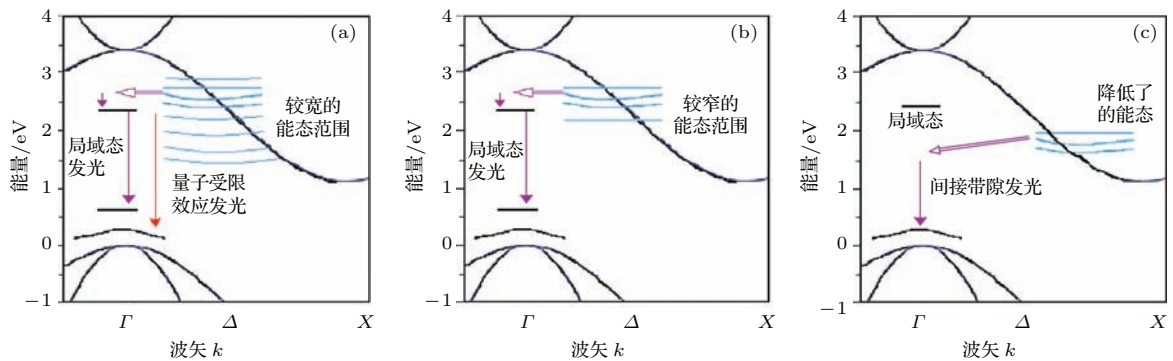 (a)
4
3
2
1
0
−1
能量/eV
较宽的
能态范围
局域态
发光
量子受限
效应发光
Γ
Δ
X
波矢 k
(b)
4
3
2
1
0
−1
能量/eV
较窄的
能态范围
局域态
发光
Γ
Δ
X
波矢 k
(c)
4
3
2
1
0
−1
能量/eV
降低了
的能态
局域态
间接带隙发光
Γ
Δ
X
波矢 k